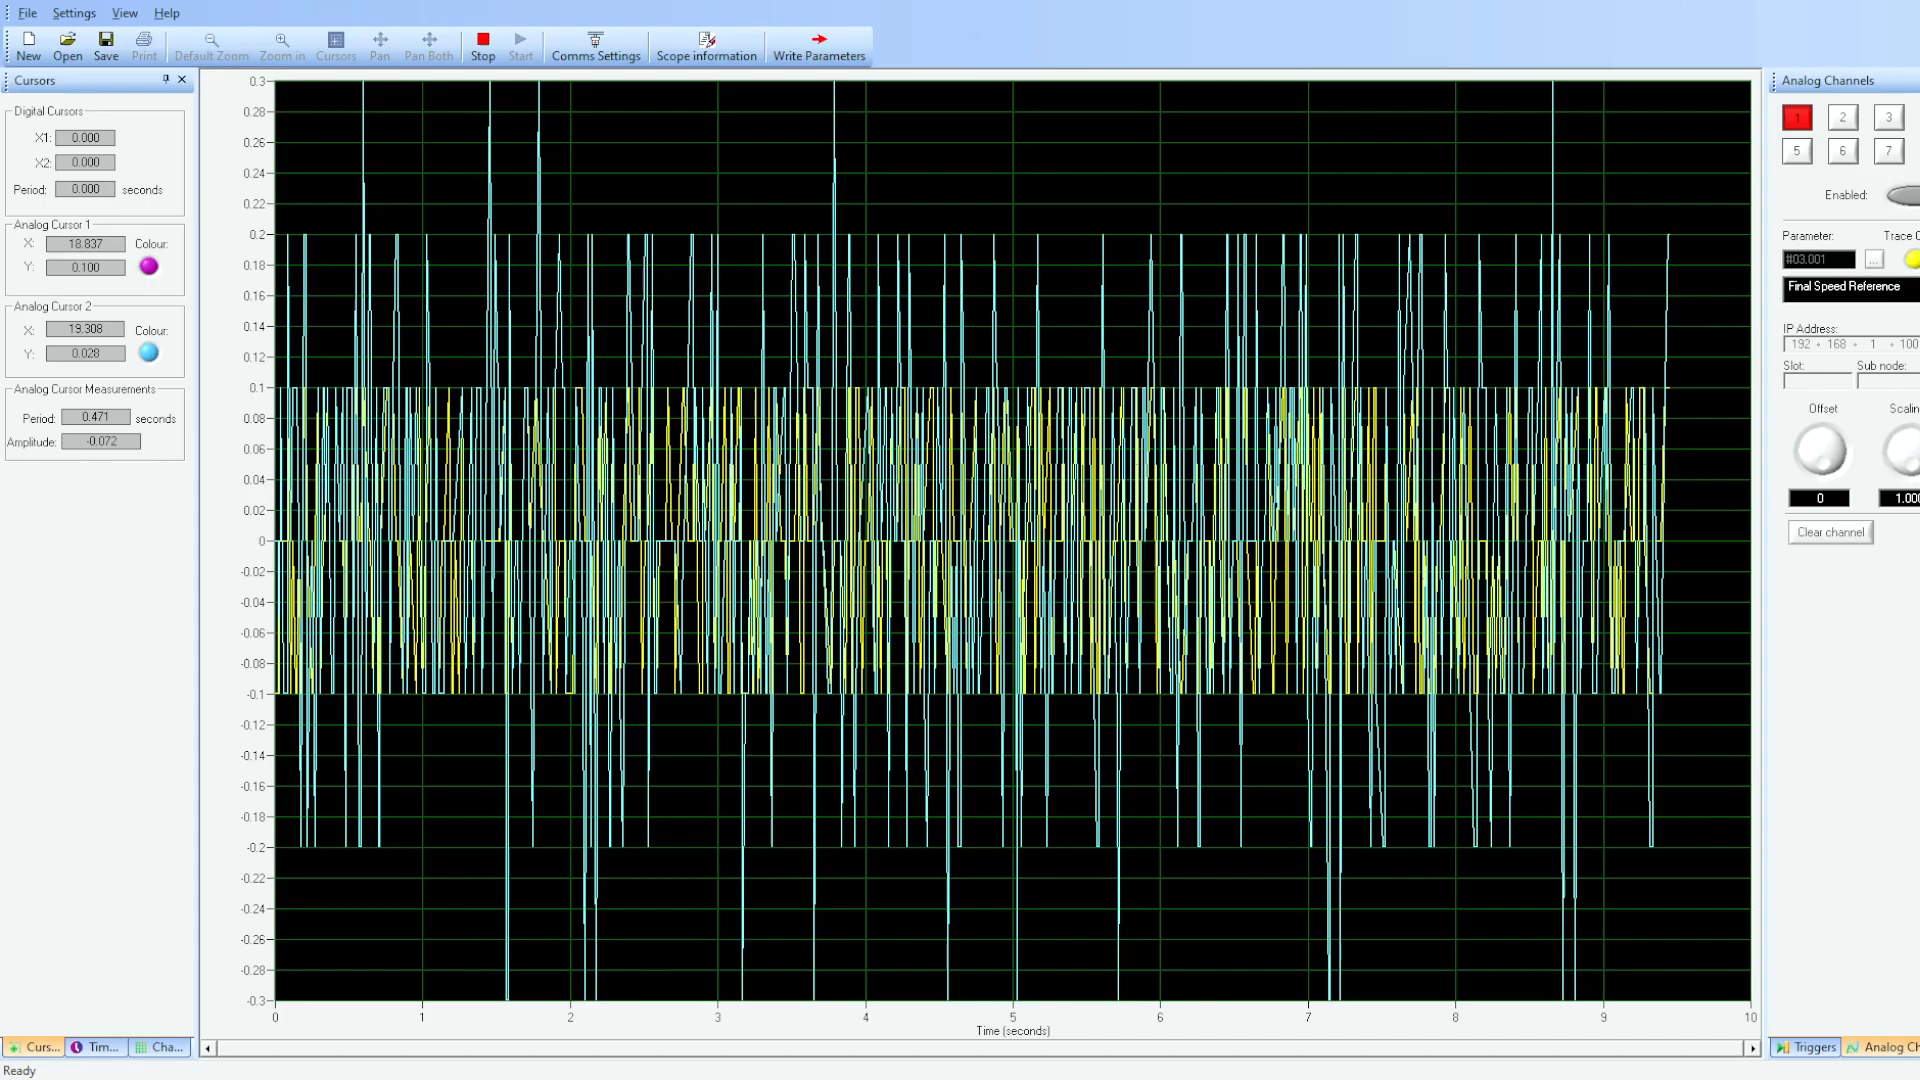 File Settings View Help
New Open Save Print Default Zoom Zoom in Cursors Pan Pan Both Stop Start Comms Settings Scope information Write Parameters
Cursors
Digital Cursors
X1: 0.000
X2: 0.000
Period: 0.000 seconds
Analog Cursor 1
X: 18.837 Colour:
Y: 0.100
Analog Cursor 2
X: 19.308 Colour:
Y: 0.028
Analog Cursor Measurements
Period: 0.471 seconds
Amplitude: -0.072
0.3
0.28
0.26
0.24
0.22
0.2
0.18
0.16
0.14
0.12
0.1
0.08
0.06
0.04
0.02
0
-0.02
-0.04
-0.06
-0.08
-0.1
-0.12
-0.14
-0.16
-0.18
-0.2
-0.22
-0.24
-0.26
-0.28
-0.3
0 1 2 3 4 5 6 7 8 9 10
Time (seconds)
Analog Channels
1 2 3
5 6 7
Enabled:
Parameter: Trace C
#03.001 ...
Final Speed Reference
IP Address:
192 . 168 . 1 . 100
Slot: Sub node:
Offset Scalin
0 1.000
Clear channel
Curs... Tim... Cha...
Triggers Analog Ch
Ready